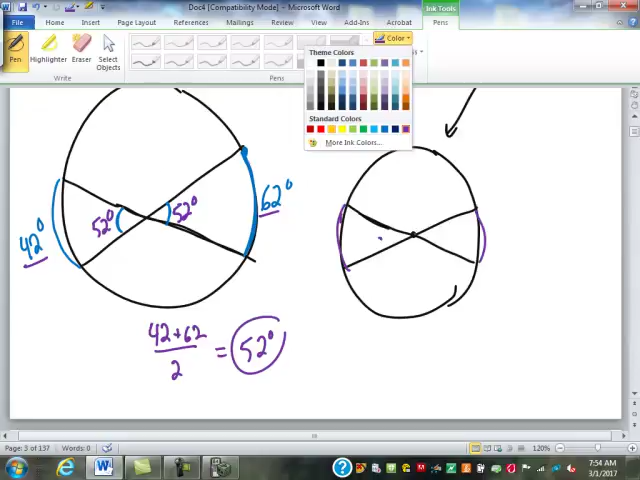 Doc4 [Compatibility Mode] - Microsoft Word
Ink Tools
File
Home
Insert
Page Layout
References
Mailings
Review
View
Add-Ins
Acrobat
Pens
Pen
Highlighter
Eraser
Select
Objects
Write
Pens
Color
Theme Colors
Standard Colors
More Ink Colors...
42°
52°
52°
62°
42+62
2
= 52°
Page: 3 of 137
Words: 0
120%
7:54 AM
3/1/2017